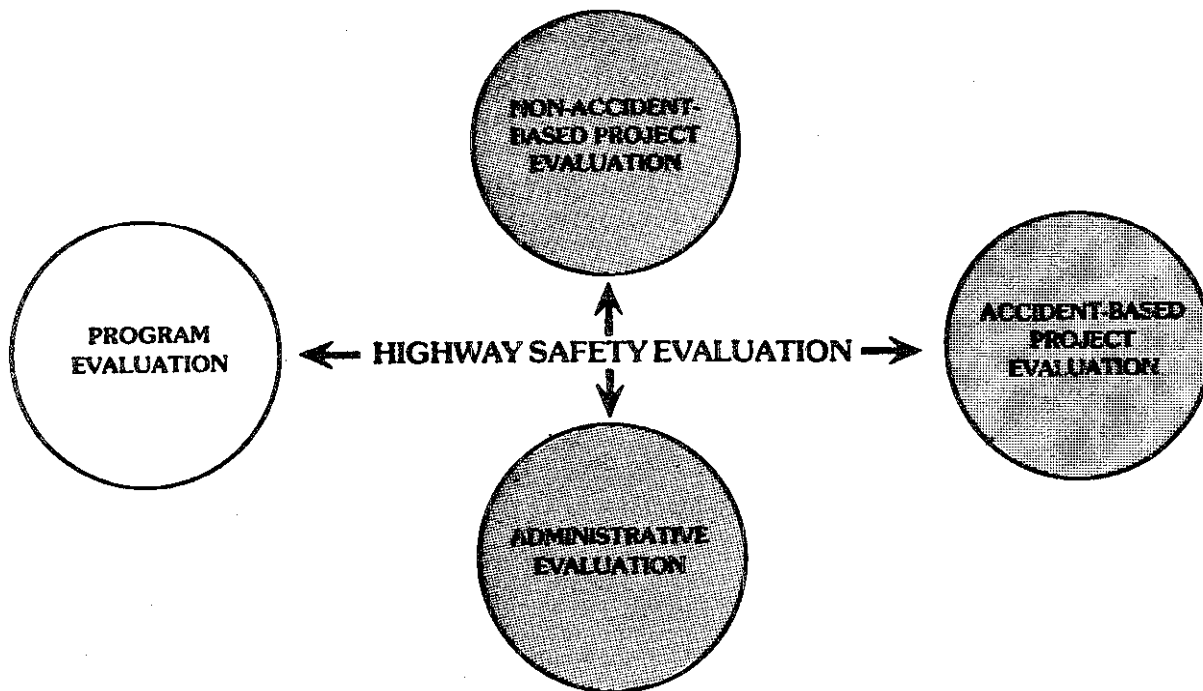 NON-ACCIDENT-
BASED PROJECT
EVALUATION
PROGRAM
EVALUATION
HIGHWAY SAFETY EVALUATION
ACCIDENT-BASED
PROJECT
EVALUATION
ADMINISTRATIVE
EVALUATION